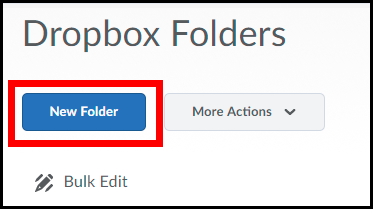 Dropbox Folders
New Folder
More Actions
Bulk Edit